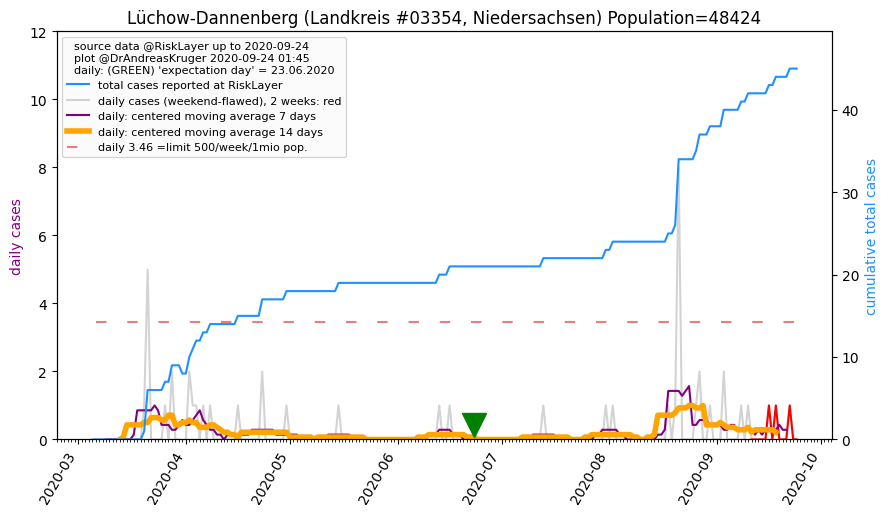 Lüchow-Dannenberg (Landkreis #03354, Niedersachsen) Population=48424
source data @RiskLayer up to 2020-09-24
plot @DrAndreasKruger 2020-09-24 01:45
daily: (GREEN) 'expectation day' = 23.06.2020
total cases reported at RiskLayer
daily cases (weekend-flawed), 2 weeks: red
daily: centered moving average 7 days
daily: centered moving average 14 days
daily 3.46 =limit 500/week/1mio pop.
daily cases
12
10
8
6
4
2
0
cumulative total cases
40
30
20
10
0
2020-03
2020-04
2020-05
2020-06
2020-07
2020-08
2020-09
2020-10